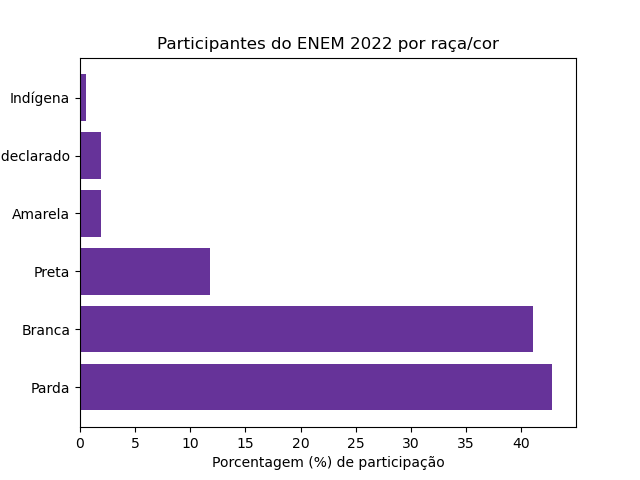 Participantes do ENEM 2022 por raça/cor
Indígena
declarado
Amarela
Preta
Branca
Parda
0 5 10 15 20 25 30 35 40
Porcentagem (%) de participação